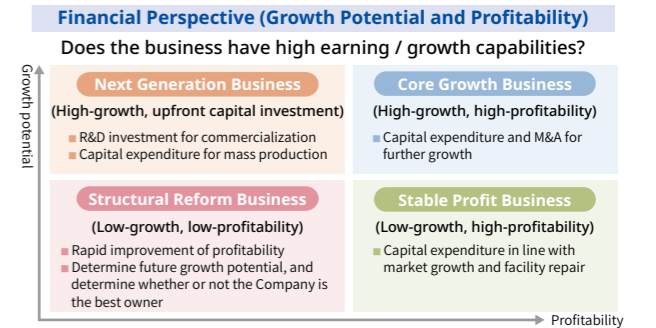 Financial Perspective (Growth Potential and Profitability)
Does the business have high earning / growth capabilities?
Growth potential
Next Generation Business
(High-growth, upfront capital investment)
■ R&D investment for commercialization
■ Capital expenditure for mass production
Core Growth Business
(High-growth, high-profitability)
■ Capital expenditure and M&A for
further growth
Structural Reform Business
(Low-growth, low-profitability)
■ Rapid improvement of profitability
■ Determine future growth potential, and
determine whether or not the Company is
the best owner
Stable Profit Business
(Low-growth, high-profitability)
■ Capital expenditure in line with
market growth and facility repair
Profitability